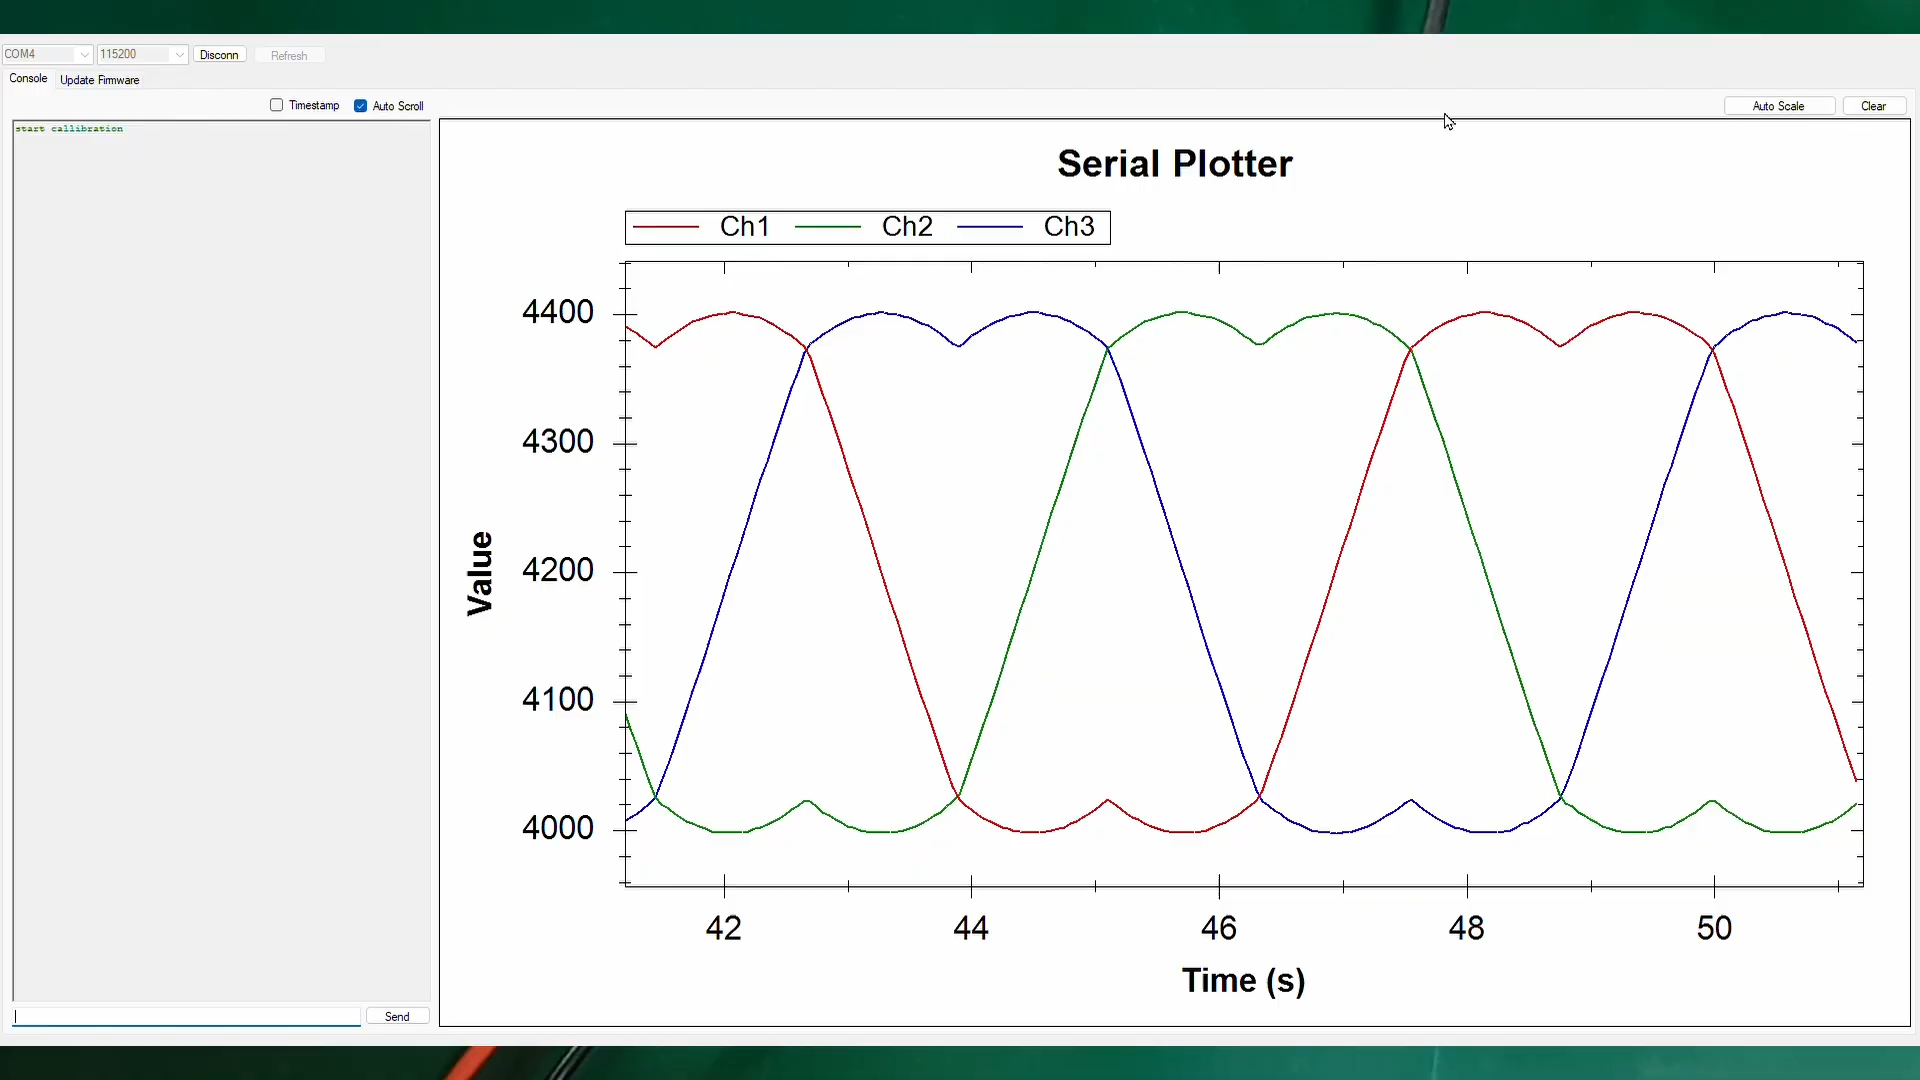 COM4 115200 Disconn Refresh
Console Update Firmware
Timestamp Auto Scroll Auto Scale Clear
start callibration
Serial Plotter
Ch1 Ch2 Ch3
4400
4300
4200
4100
4000
Value
42 44 46 48 50
Time (s)
Send